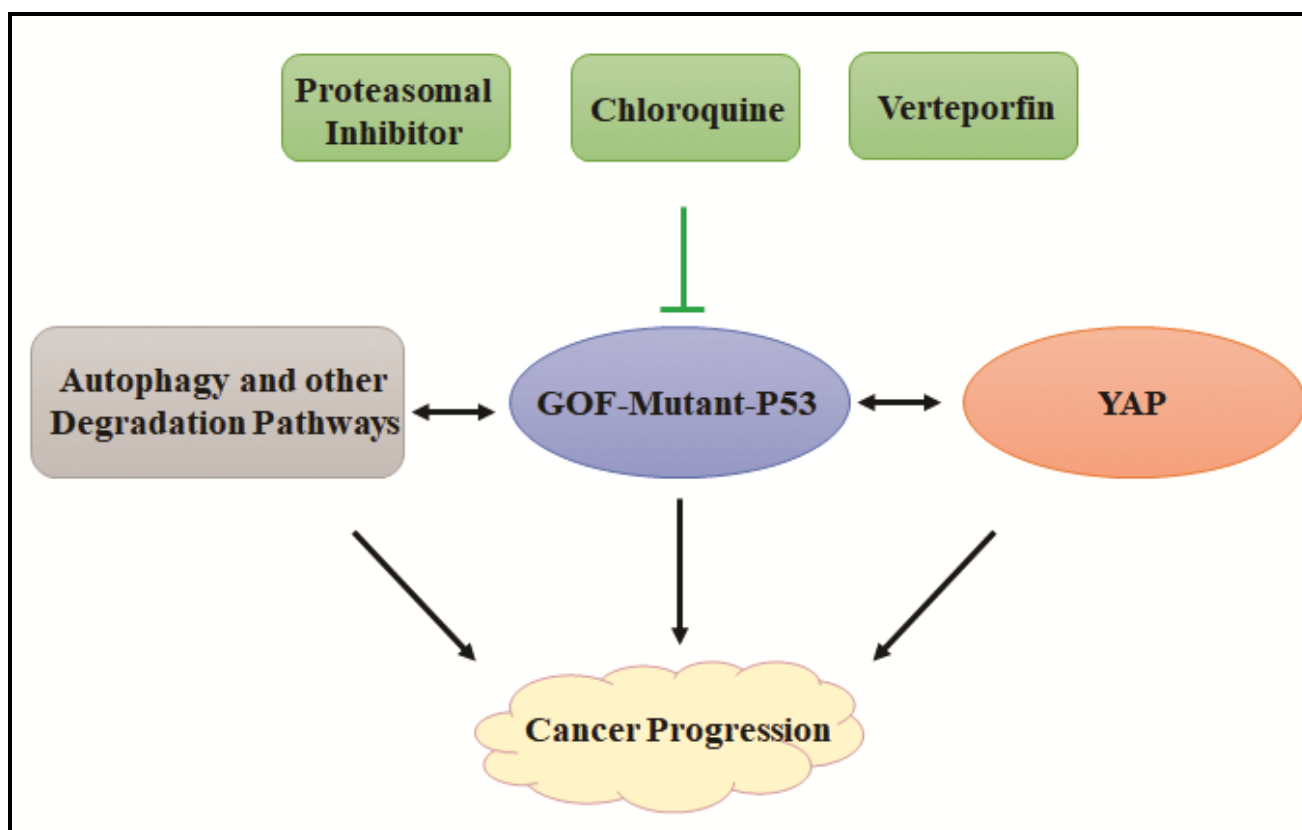 Proteasomal
Inhibitor
Chloroquine
Verteporfin
Autophagy and other
Degradation Pathways
GOF-Mutant-P53
YAP
Cancer Progression